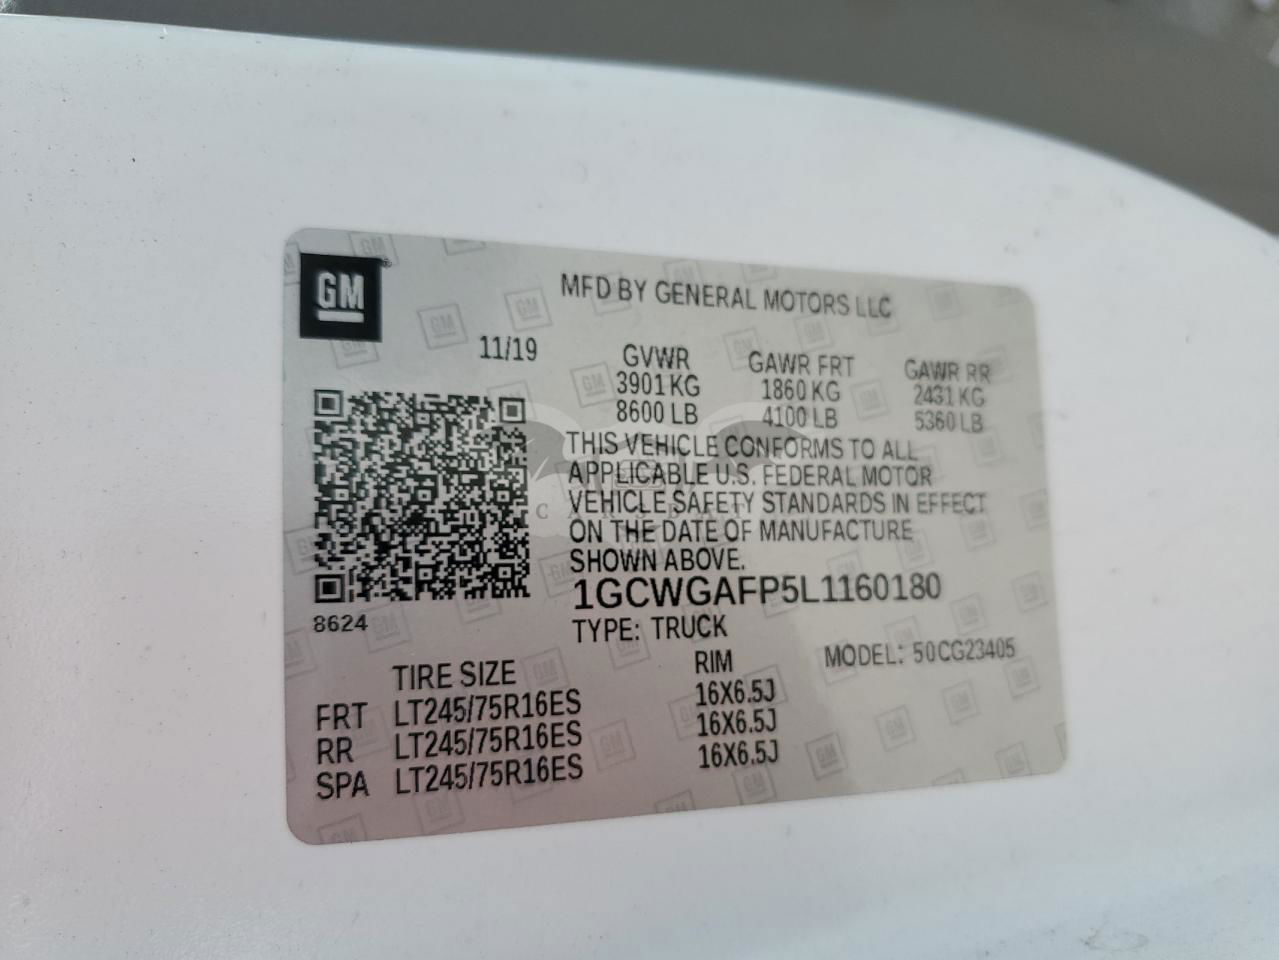 GM
MFD BY GENERAL MOTORS LLC
11/19
GVWR GAWR FRT GAWR RR
3901 KG 1860 KG 2431 KG
8600 LB 4100 LB 5360 LB
THIS VEHICLE CONFORMS TO ALL
APPLICABLE U.S. FEDERAL MOTOR
VEHICLE SAFETY STANDARDS IN EFFECT
ON THE DATE OF MANUFACTURE
SHOWN ABOVE.
1GCWGAFP5L1160180
8624
TYPE: TRUCK
MODEL: 50CG23405
TIRE SIZE RIM
FRT LT245/75R16ES 16X6.5J
RR LT245/75R16ES 16X6.5J
SPA LT245/75R16ES 16X6.5J